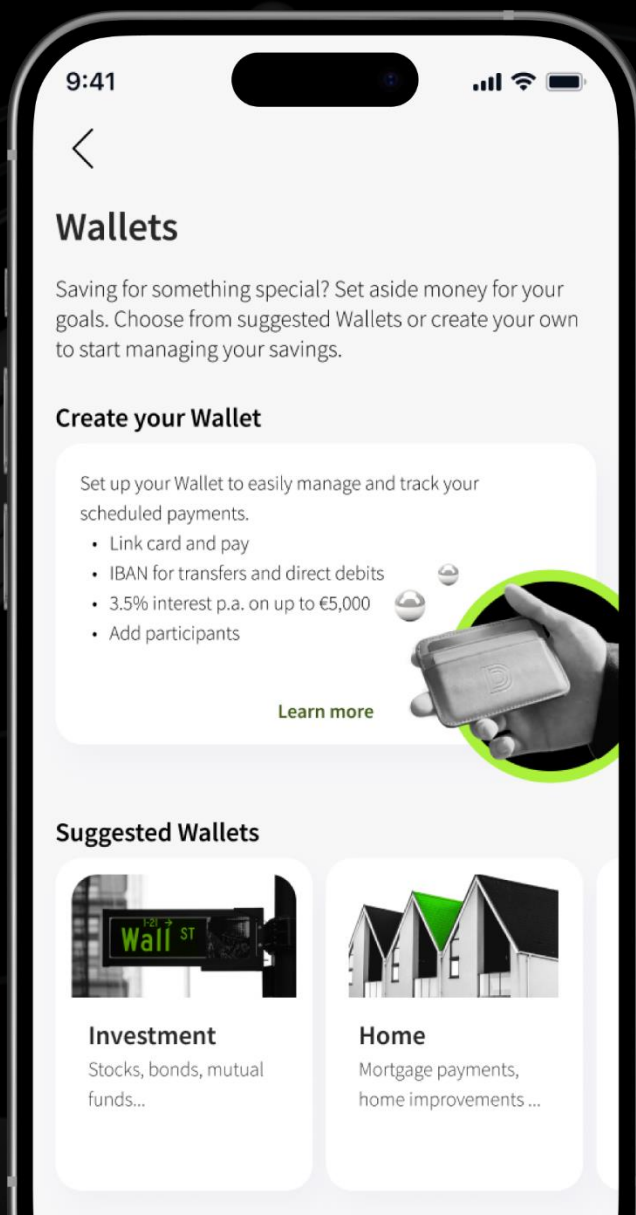 9:41
Wallets
Saving for something special? Set aside money for your
goals. Choose from suggested Wallets or create your own
to start managing your savings.
Create your Wallet
Set up your Wallet to easily manage and track your
scheduled payments.
• Link card and pay
• IBAN for transfers and direct debits
• 3.5% interest p.a. on up to €5,000
• Add participants
D
Learn more
Suggested Wallets
1-21 →
Wall ST
Investment
Stocks, bonds, mutual
funds...
Home
Mortgage payments,
home improvements ...